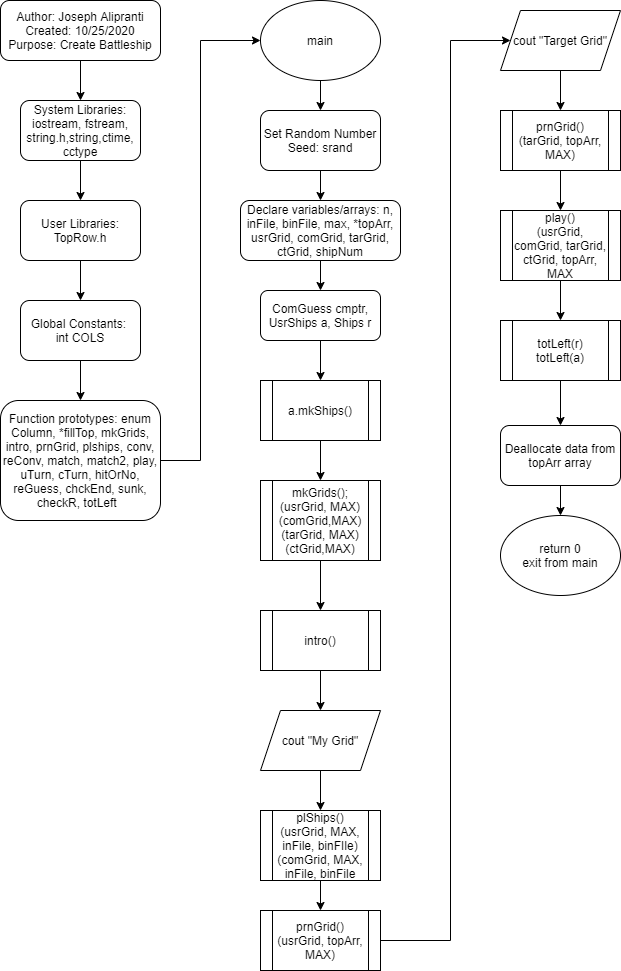 Author: Joseph Alipranti
Created: 10/25/2020
Purpose: Create Battleship
System Libraries:
iostream, fstream,
string.h,string,ctime,
cctype
User Libraries:
TopRow.h
Global Constants:
int COLS
Function prototypes: enum
Column, *fillTop, mkGrids,
intro, prnGrid, plships, conv,
reConv, match, match2, play,
uTurn, cTurn, hitOrNo,
reGuess, chckEnd, sunk,
checkR, totLeft
main
Set Random Number
Seed: srand
Declare variables/arrays: n,
inFile, binFile, max, *topArr,
usrGrid, comGrid, tarGrid,
ctGrid, shipNum
ComGuess cmptr,
UsrShips a, Ships r
a.mkShips()
mkGrids();
(usrGrid, MAX)
(comGrid,MAX)
(tarGrid, MAX)
(ctGrid,MAX)
intro()
cout "My Grid"
plShips()
(usrGrid, MAX,
inFile, binFIle)
(comGrid, MAX,
inFile, binFile
prnGrid()
(usrGrid, topArr,
MAX)
cout "Target Grid"
prnGrid()
(tarGrid, topArr,
MAX)
play()
(usrGrid,
comGrid, tarGrid,
ctGrid, topArr,
MAX
totLeft(r)
totLeft(a)
Deallocate data from
topArr array
return 0
exit from main